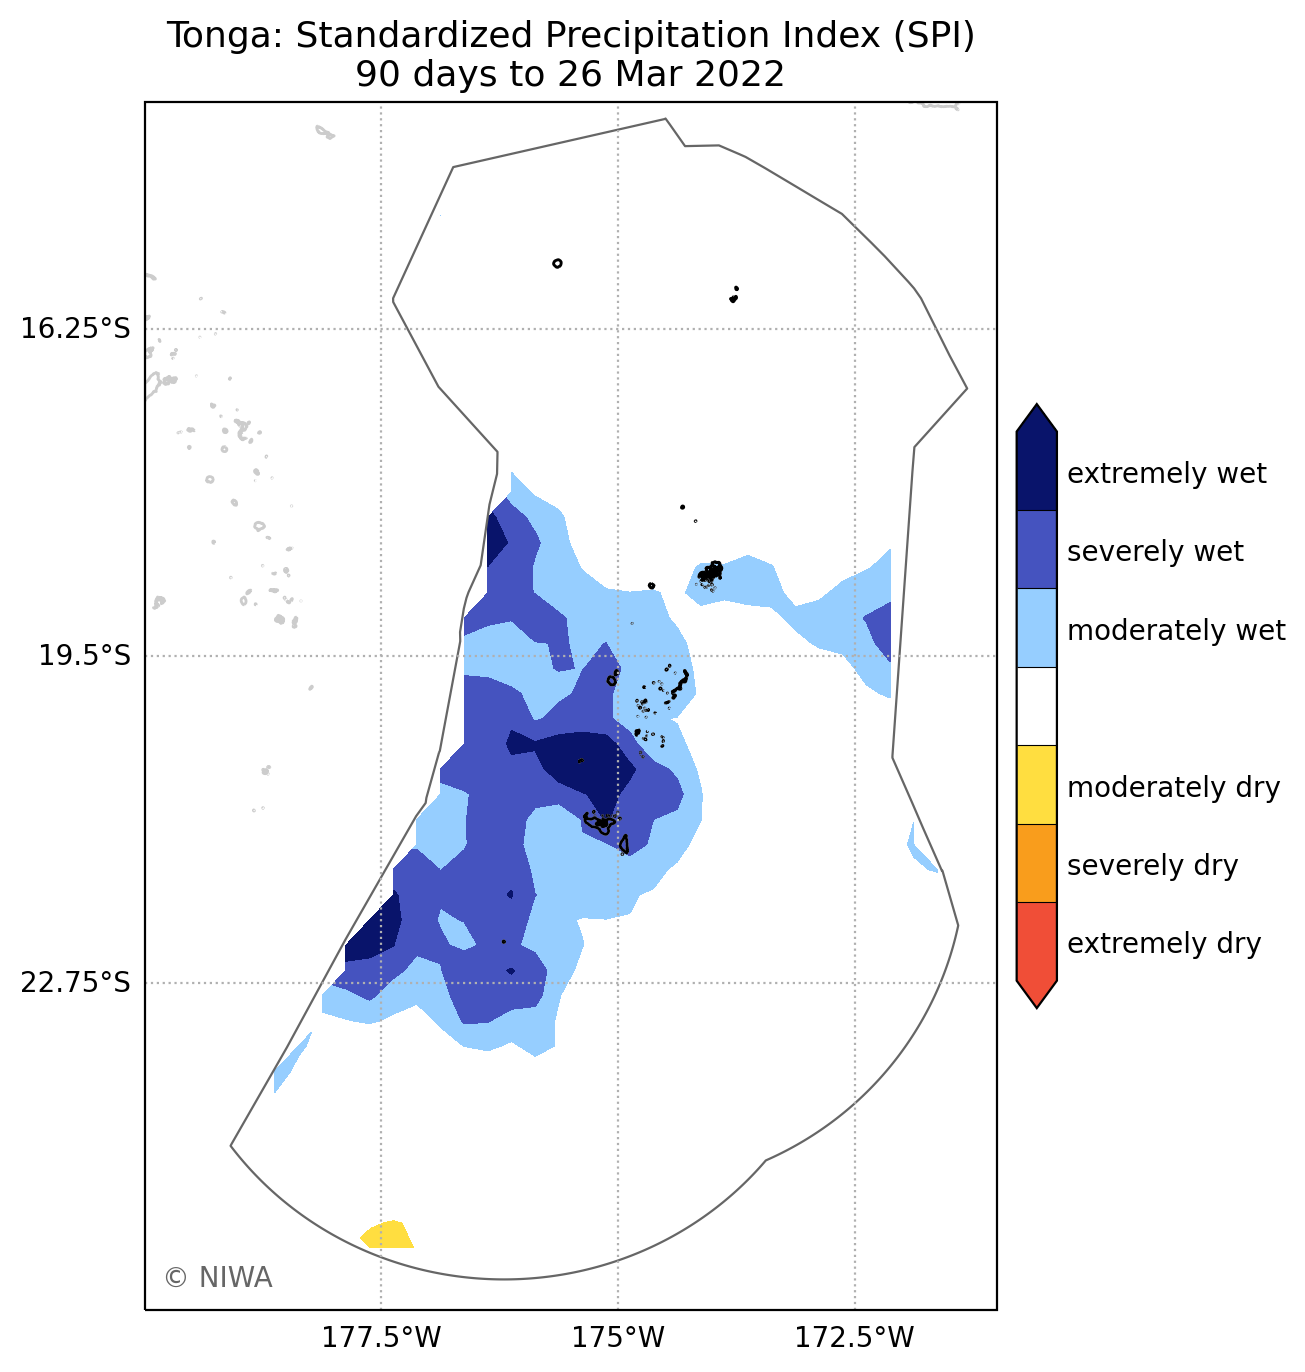 Tonga: Standardized Precipitation Index (SPI)
90 days to 26 Mar 2022
16.25°S
19.5°S
22.75°S
177.5°W
175°W
172.5°W
extremely wet
severely wet
moderately wet
moderately dry
severely dry
extremely dry
© NIWA